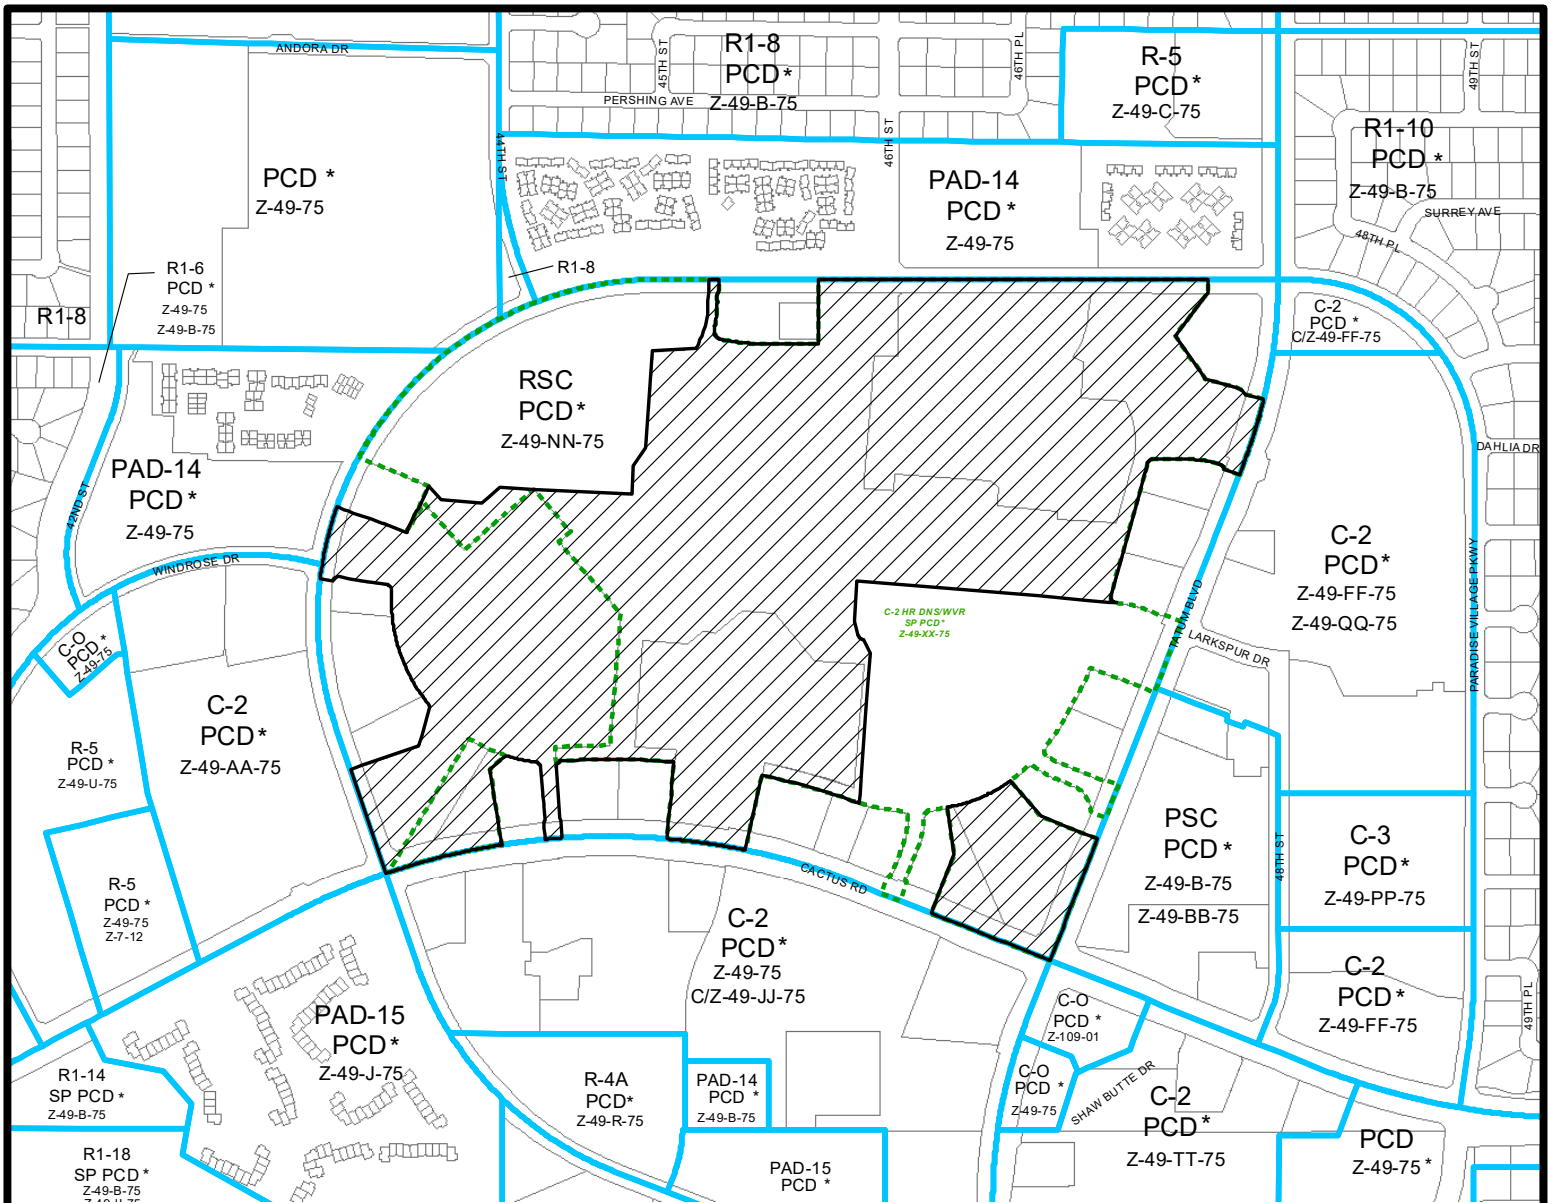 ANDORA DR
45TH ST
R1-8
PCD *
Z-49-B-75
46TH PL
R-5
PCD *
Z-49-C-75
49TH ST
PERSHING AVE
44TH ST
46TH ST
R1-10
PCD *
Z-49-B-75
SURREY AVE
48TH PL
PCD *
Z-49-75
PAD-14
PCD *
Z-49-75
R1-6
PCD *
Z-49-75
Z-49-B-75
R1-8
R1-8
C-2
PCD *
C/Z-49-FF-75
RSC
PCD *
Z-49-NN-75
DAHLIA DR
PAD-14
PCD *
Z-49-75
42ND ST
WINDROSE DR
C-2
PCD *
Z-49-FF-75
Z-49-QQ-75
PARADISE VILLAGE PKWY
C-2 HR DNS/WVR
SP PCD*
Z-49-XX-75
TATUM BLVD
LARKSPUR DR
C-O
PCD *
Z-49-75
C-2
PCD *
Z-49-AA-75
R-5
PCD *
Z-49-U-75
PSC
PCD *
Z-49-B-75
Z-49-BB-75
48TH ST
C-3
PCD *
Z-49-PP-75
CACTUS RD
R-5
PCD *
Z-49-75
Z-7-12
C-2
PCD *
Z-49-75
C/Z-49-JJ-75
C-2
PCD *
Z-49-FF-75
49TH PL
PAD-15
PCD *
Z-49-J-75
C-O
PCD *
Z-109-01
C-O
PCD *
Z-49-75
SHAW BUTTE DR
R1-14
SP PCD *
Z-49-B-75
R-4A
PCD*
Z-49-R-75
PAD-14
PCD *
Z-49-B-75
C-2
PCD *
Z-49-TT-75
PCD
Z-49-75 *
R1-18
SP PCD *
Z-49-B-75
PAD-15
PCD *